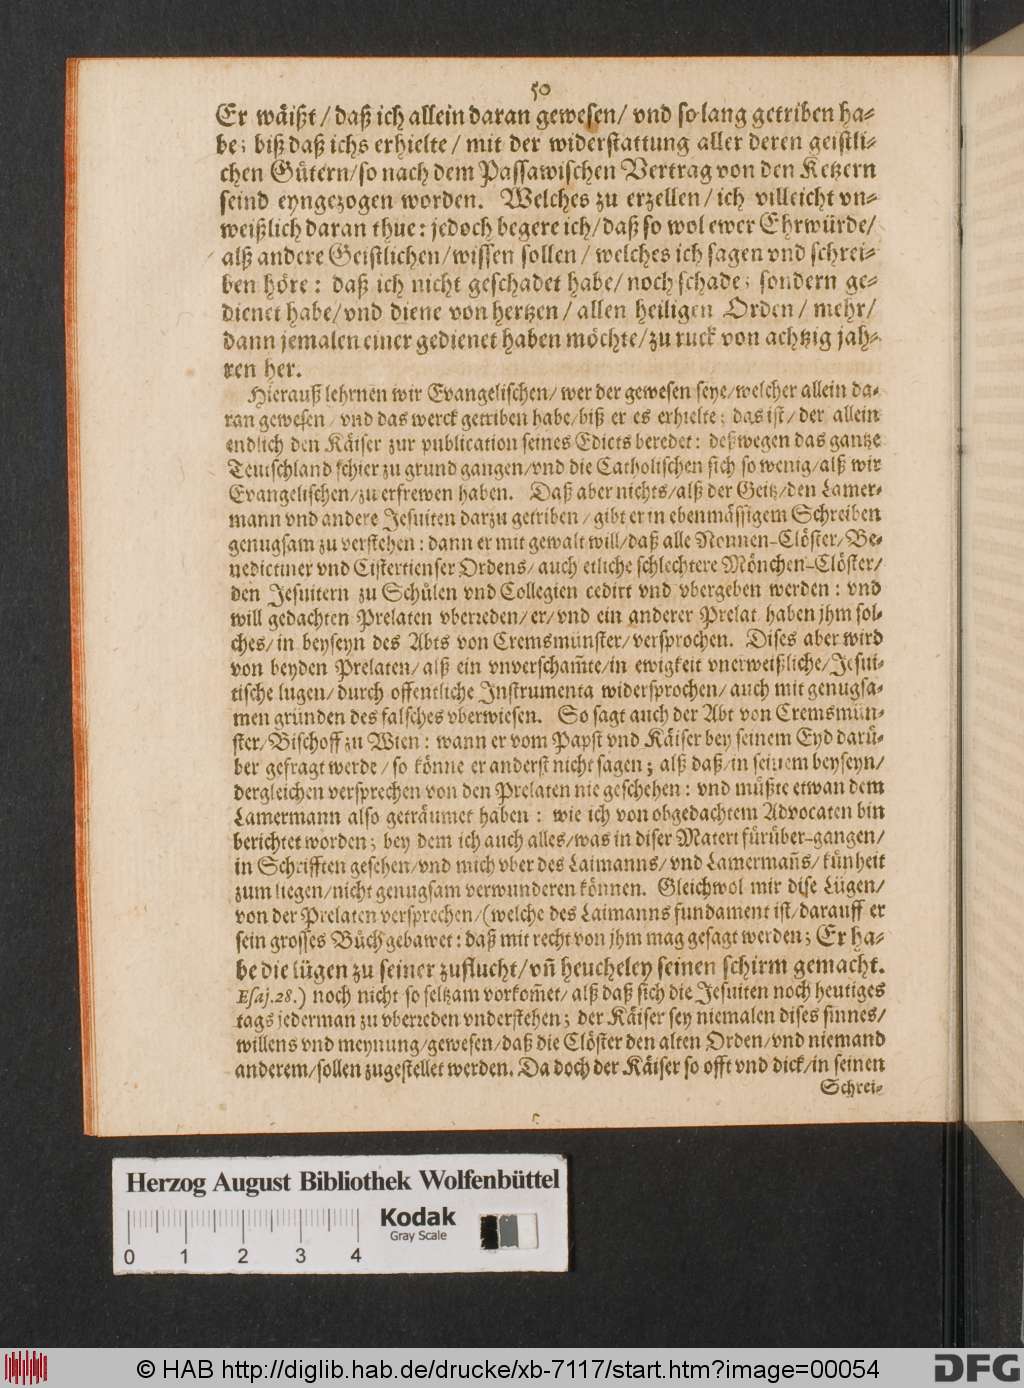 50
Er wäißt / daß ich allein daran gewesen / vnd so lang getriben ha-
be; biß daß ichs erhielte / mit der widerstattung aller deren geistli-
chen Gütern/so nach dem Passawischen Vertrag von den Ketzern
seind eyngezogen worden. Welches zu erzellen / ich villeicht vn-
weißlich daran thue: jedoch begere ich/daß so wol ewer Ehrwürde/
alß andere Geistlichen/wissen sollen / welches ich sagen vnd schrei-
ben höre: daß ich nicht geschadet habe / noch schade; sondern ge-
dienet habe/vnd diene von hertzen / allen heiligen Orden / mehr/
dann jemalen einer gedienet haben möchte/zu ruck von achtzig jah-
ren her.
Hierauß lehrnen wir Evangelischen/ wer der gewesen seye/welcher allein da-
ran gewesen / vnd das werck getriben habe/biß er es erhielte; das ist / der allein
endlich den Käiser zur publication seines Edicts beredet: deßwegen das gantze
Teutschland schier zu grund gangen/vnd die Catholischen sich so wenig/alß wir
Evangelischen/zu erfrewen haben. Daß aber nichts/alß der Geitz/den Lamer-
mann vnd andere Jesuiten darzu getriben / gibt er in ebenmässigem Schreiben
genugsam zu verstehen: dann er mit gewalt will/daß alle Nonnen-Clöster/Be-
nedictiner vnd Cistertienser Ordens/auch etliche schlechtere Mönchen-Clöster/
den Jesuitern zu Schülen vnd Collegien cedirt vnd vbergeben werden: vnd
will gedachten Prelaten vberreden/er/vnd ein anderer Prelat haben jhm sol-
ches/in beyseyn des Abts von Cremsmünster/versprochen. Dises aber wird
von beyden Prelaten/alß ein vnverscham̃te/in ewigkeit vnerweißliche/Jesui-
tische lugen/durch offentliche Instrumenta widersprochen/auch mit genugsa-
men gründen des falsches vberwiesen. So sagt auch der Abt von Cremsmün-
ster/Bischoff zu Wien: wann er vom Papst vnd Käiser bey seinem Eyd darü-
ber gefragt werde / so könne er anderst nicht sagen; alß daß/in seinem beyseyn/
dergleichen versprechen von den Prelaten nie geschehen: vnd müßte etwan dem
Lamermann also geträumet haben: wie ich von obgedachtem Advocaten bin
berichtet worden; bey dem ich auch alles/was in diser Materi fürüber-gangen/
in Schrifften gesehen/vnd mich vber des Laimanns/vnd Lamermañs/künheit
zum liegen/nicht genugsam verwunderen können. Gleichwol mir dise Lügen/
von der Prelaten versprechen/(welche des Laimanns fundament ist/darauff er
sein grosses Büch gebawet: daß mit recht von jhm mag gesagt werden; Er ha-
be die lügen zu seiner zuflucht/vñ heucheley seinen schirm gemacht.
Esaj.28.) noch nicht so seltzam vorkom̃et/alß daß sich die Jesuiten noch heutiges
tags jederman zu vberreden vnderstehen; der Käiser sey niemalen dises sinnes/
willens vnd meynung/gewesen/daß die Clöster den alten Orden/vnd niemand
anderem/sollen zugestellet werden. Da doch der Käiser so offt vnd dick/in seinen
Schrei-
Herzog August Bibliothek Wolfenbüttel
Kodak
Gray Scale
0 1 2 3 4
© HAB http://diglib.hab.de/drucke/xb-7117/start.htm?image=00054
DFG